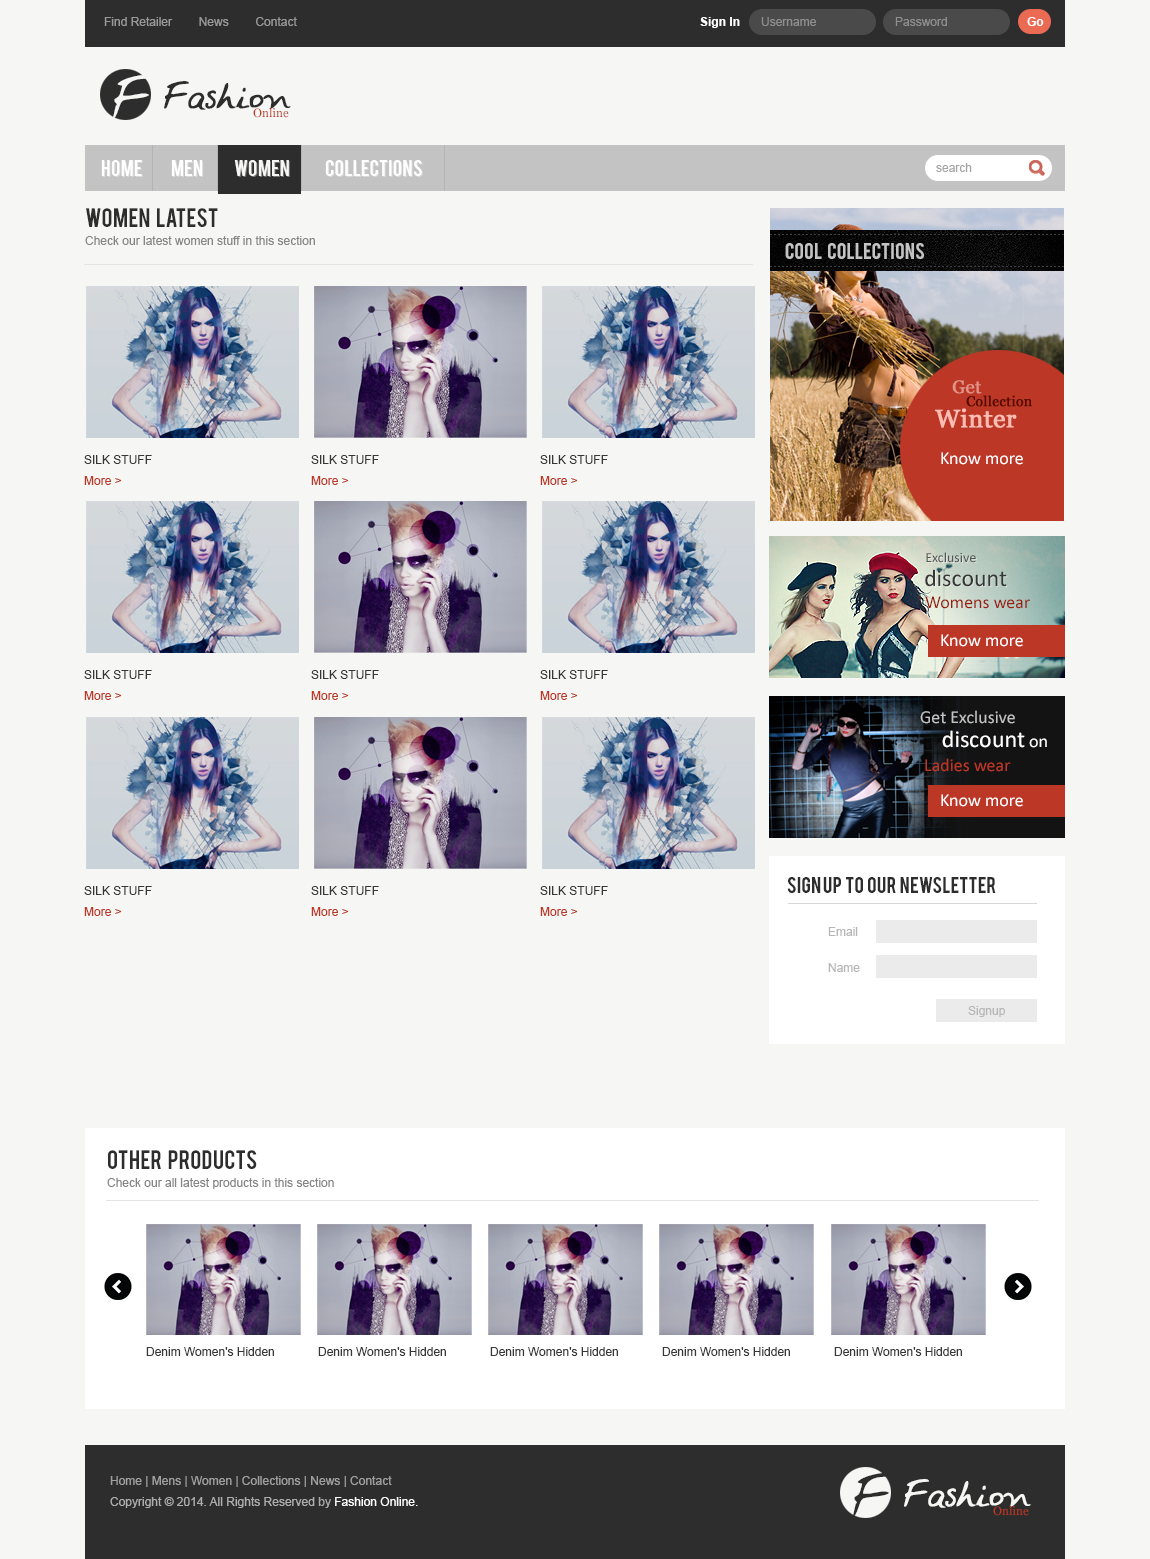 Find Retailer News Contact Sign In Username Password Go
Fashion
Online
HOME MEN WOMEN COLLECTIONS search
WOMEN LATEST
Check our latest women stuff in this section
COOL COLLECTIONS
Get
Collection
Winter
Know more
SILK STUFF SILK STUFF SILK STUFF
More > More > More >
Exclusive
discount
Womens wear
Know more
SILK STUFF SILK STUFF SILK STUFF
More > More > More >
Get Exclusive
discount on
Ladies wear
Know more
SILK STUFF SILK STUFF SILK STUFF
More > More > More >
SIGNUP TO OUR NEWSLETTER
Email
Name
Signup
OTHER PRODUCTS
Check our all latest products in this section
Denim Women's Hidden Denim Women's Hidden Denim Women's Hidden Denim Women's Hidden Denim Women's Hidden
Home | Mens | Women | Collections | News | Contact
Copyright © 2014. All Rights Reserved by Fashion Online.
Fashion
Online